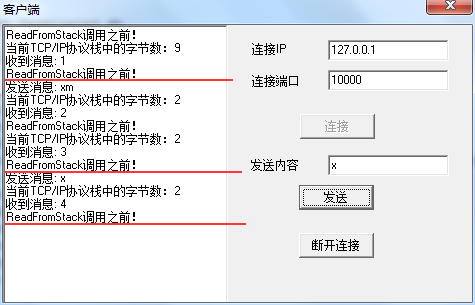 客户端
ReadFromStack调用之前!
当前TCP/IP协议栈中的字节数: 9
收到消息: 1
ReadFromStack调用之前!
发送消息: xm
当前TCP/IP协议栈中的字节数: 2
收到消息: 2
ReadFromStack调用之前!
当前TCP/IP协议栈中的字节数: 2
收到消息: 3
ReadFromStack调用之前!
发送消息: x
当前TCP/IP协议栈中的字节数: 2
收到消息: 4
ReadFromStack调用之前!
连接IP
127.0.0.1
连接端口
10000
连接
发送内容
x
发送
断开连接